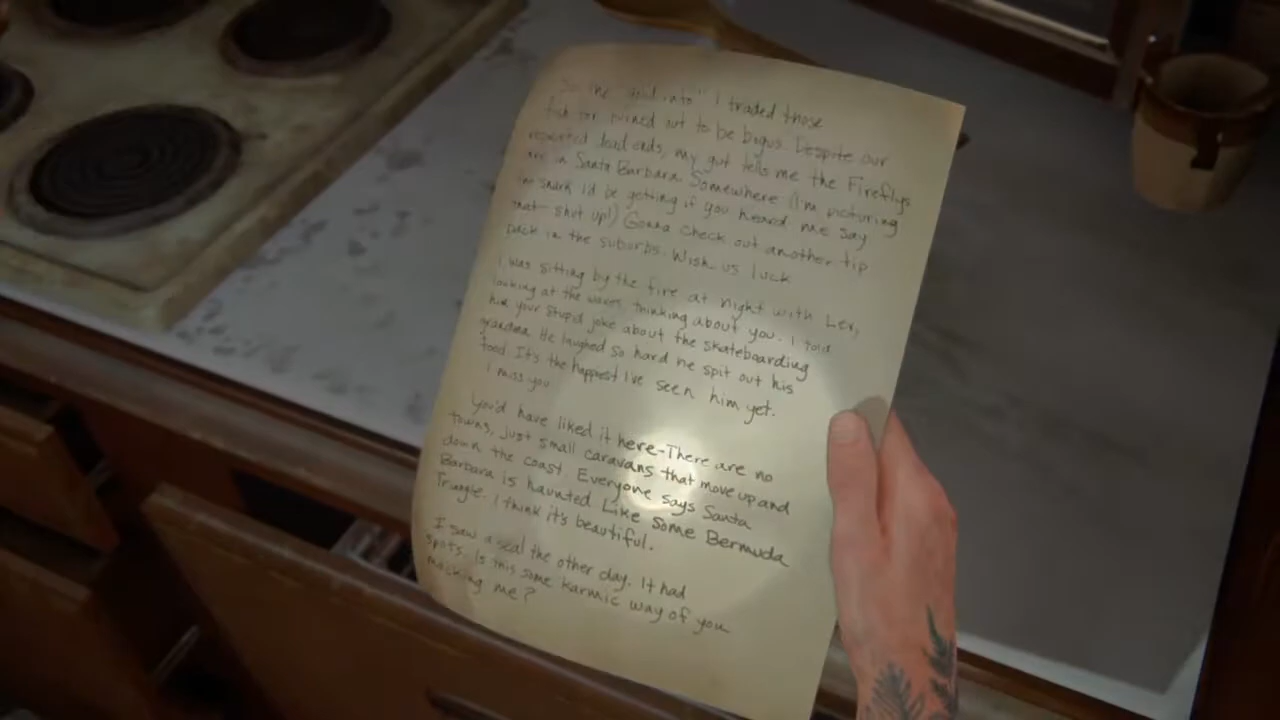 So the "solid info" I traded those
fish for turned out to be bogus. Despite our
repeated dead ends, my gut tells me the Fireflys
are in Santa Barbara Somewhere (I'm picturing
the snark I'd be getting if you heard me say
that - shut up!) Gonna check out another tip
back in the suburbs. Wish us luck
I was sitting by the fire at night with Lev,
looking at the waves, thinking about you. I told
him your stupid joke about the skateboarding
grandma. He laughed so hard he spit out his
food. It's the happiest I've seen him yet.
I miss you
You'd have liked it here-There are no
towns, just small caravans that move up and
down the coast. Everyone says Santa
Barbara is haunted Like Some Bermuda
Triangle. I think it's beautiful.
I saw a seal the other day. It had
spots. Is this some karmic way of you
mocking me?